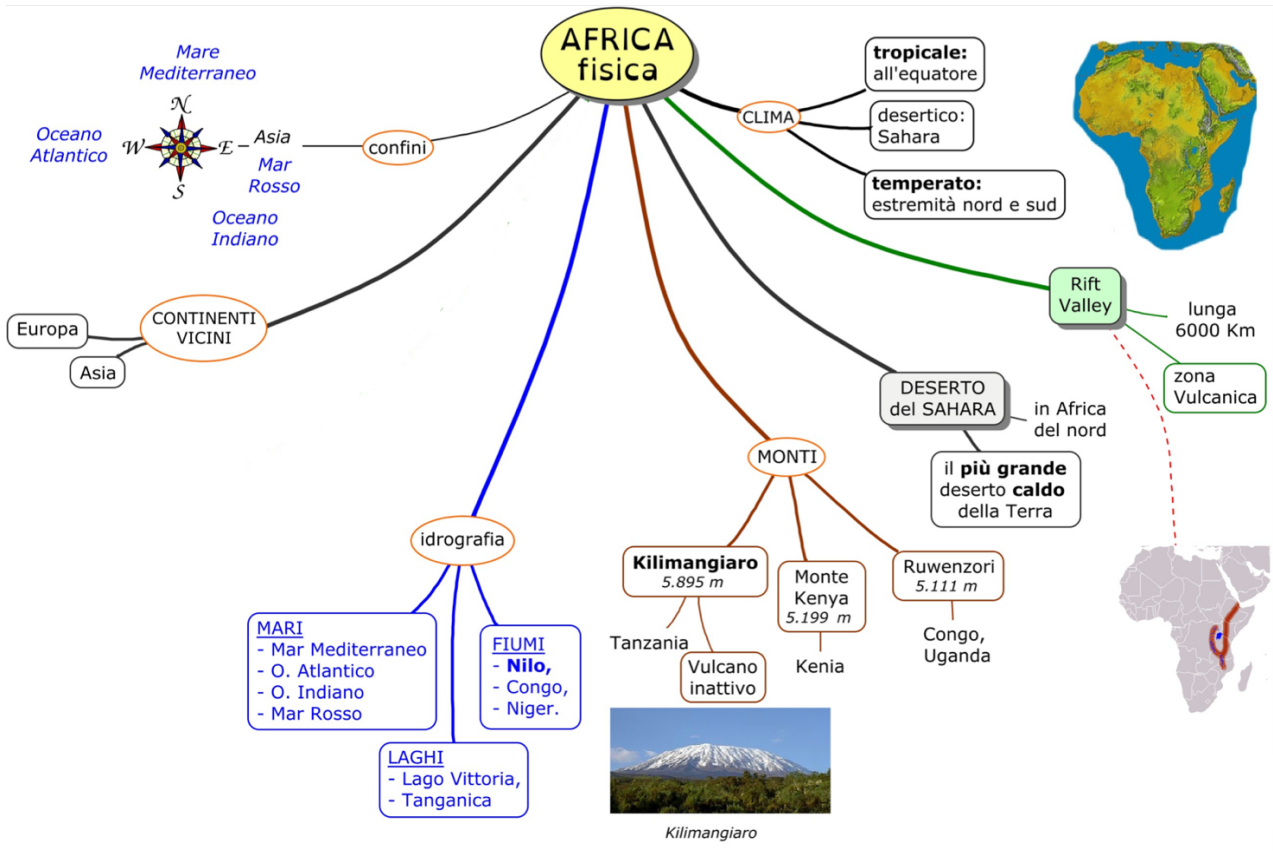 AFRICA
fisica
Mare
Mediterraneo
N
Oceano
Atlantico
W
E
Asia
S
Mar
Rosso
Oceano
Indiano
confini
CLIMA
tropicale:
all'equatore
desertico:
Sahara
temperato:
estremità nord e sud
CONTINENTI
VICINI
Europa
Asia
Rift
Valley
lunga
6000 Km
zona
Vulcanica
DESERTO
del SAHARA
in Africa
del nord
il più grande
deserto caldo
della Terra
MONTI
Kilimangiaro
5.895 m
Tanzania
Vulcano
inattivo
Monte
Kenya
5.199 m
Kenia
Ruwenzori
5.111 m
Congo,
Uganda
Kilimangiaro
idrografia
MARI
- Mar Mediterraneo
- O. Atlantico
- O. Indiano
- Mar Rosso
FIUMI
- Nilo,
- Congo,
- Niger.
LAGHI
- Lago Vittoria,
- Tanganica